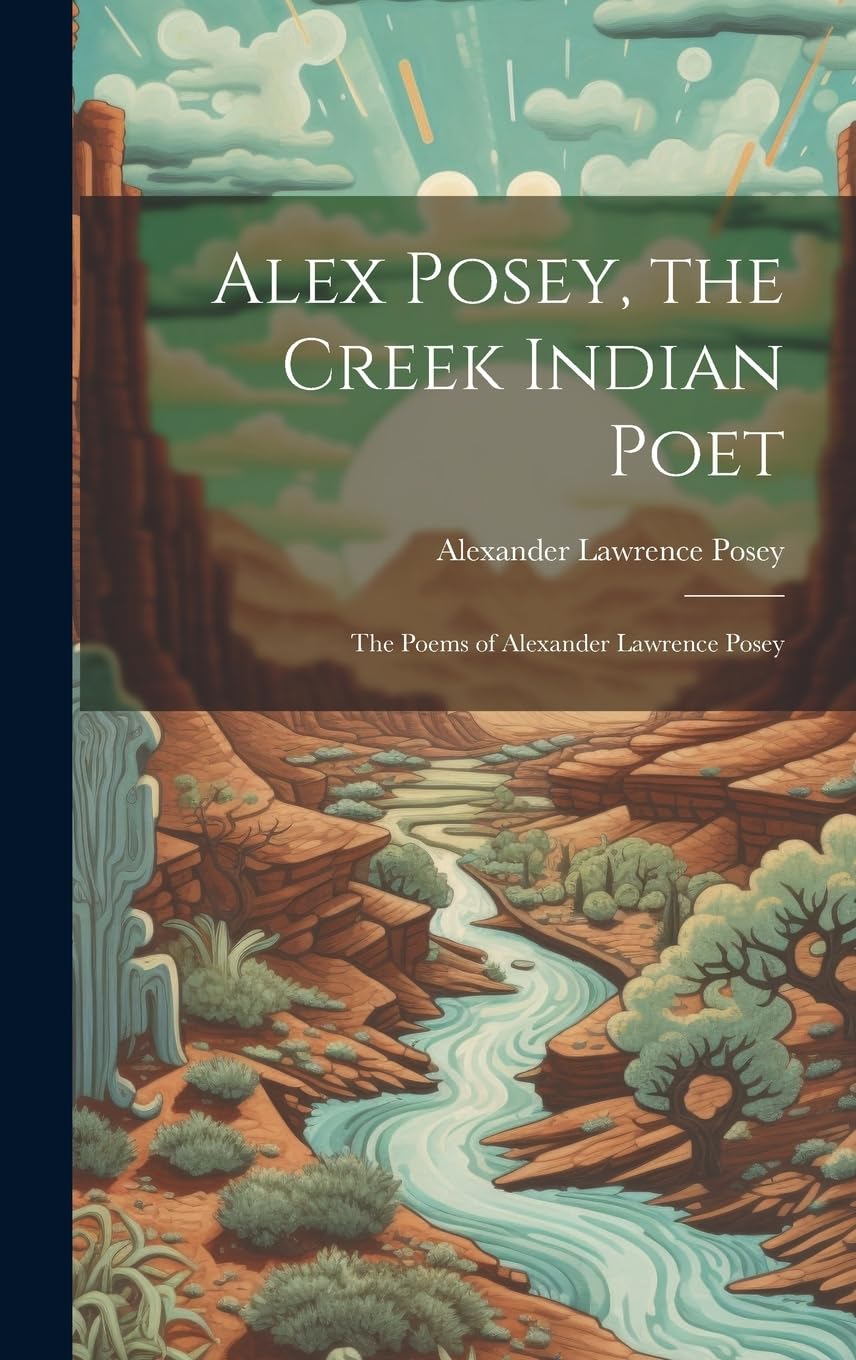 Alex Posey, the
Creek Indian
Poet
Alexander Lawrence Posey
The Poems of Alexander Lawrence Posey